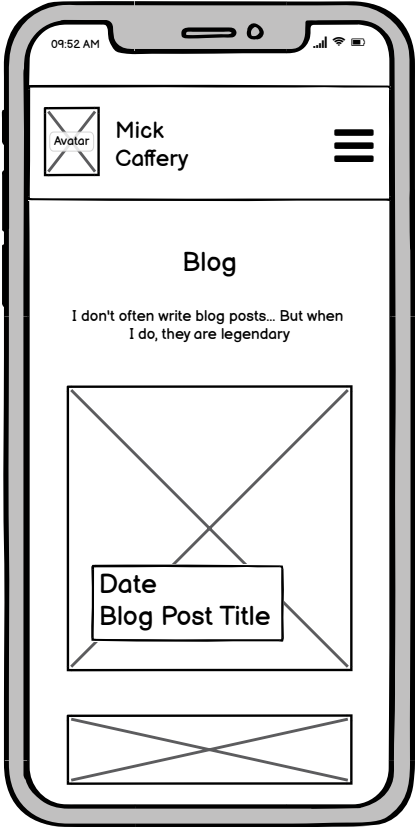 09:52 AM
Avatar
Mick
Caffery
Blog
I don't often write blog posts... But when
I do, they are legendary
Date
Blog Post Title